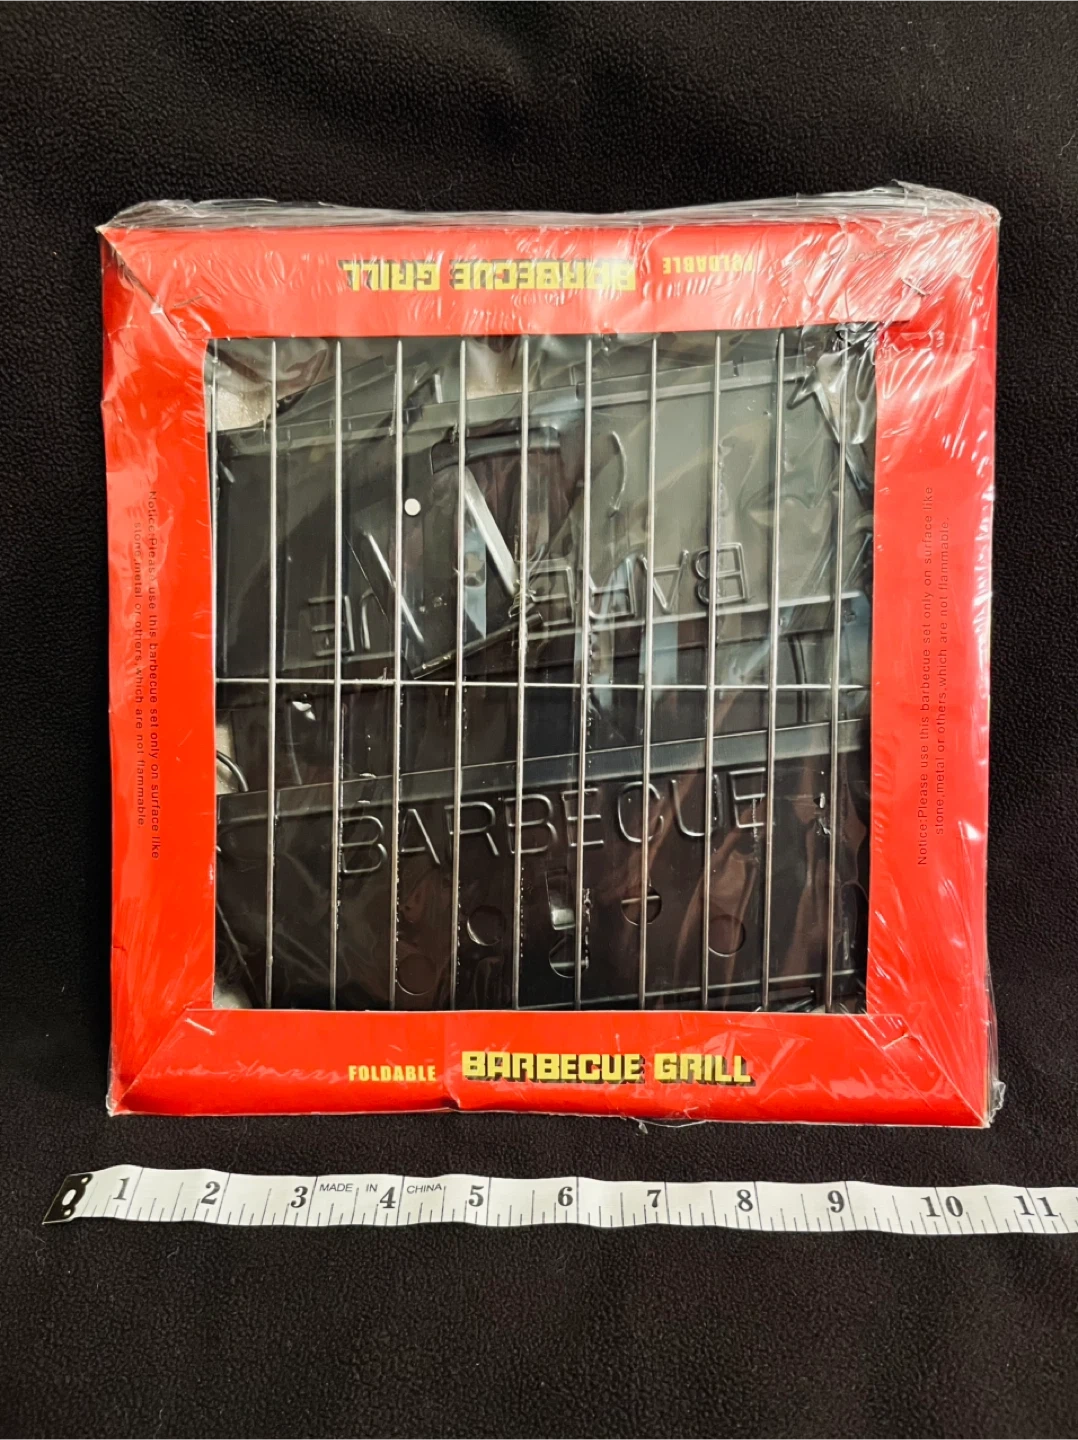 FOLDABLE BARBECUE GRILL
Notice:Please use this barbecue set only on surface like
stone,metal or others,which are not flammable.
BARBECUE
BARBECUE
Notice:Please use this barbecue set only on surface like
stone,metal or others,which are not flammable.
FOLDABLE BARBECUE GRILL
1 2 3 MADE IN 4 CHINA 5 6 7 8 9 10 11